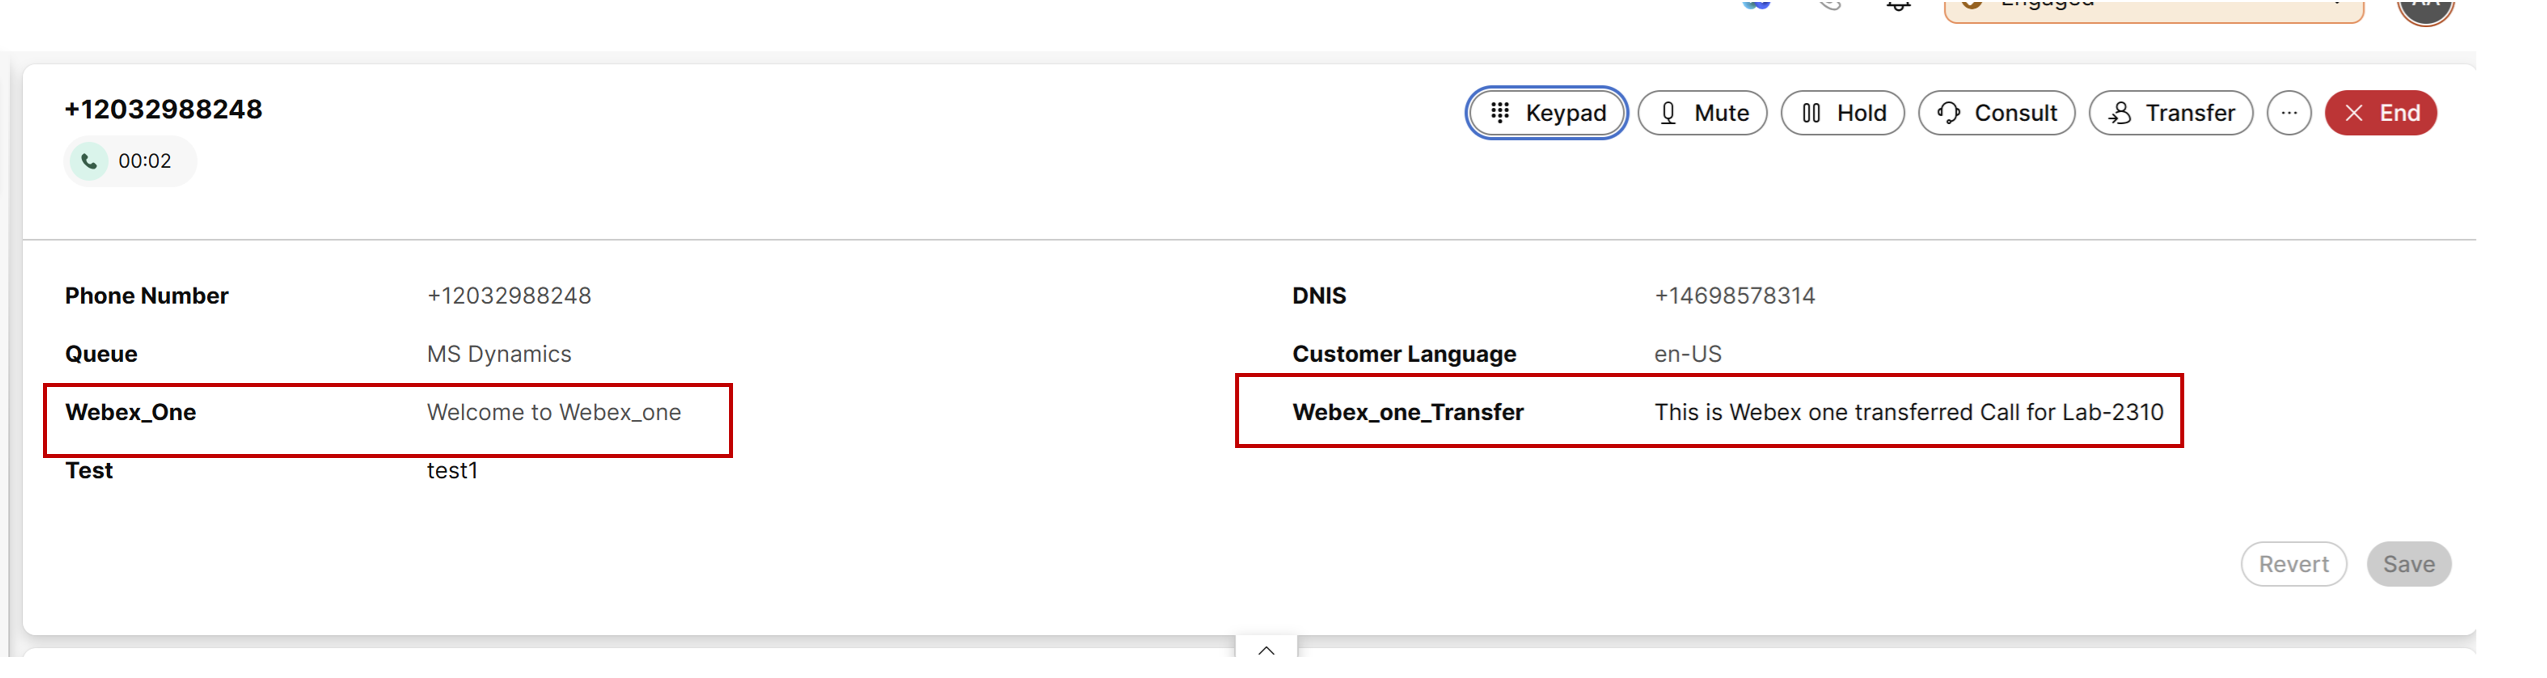 Engaged
+12032988248
Keypad
Mute
Hold
Consult
Transfer
End
00:02
Phone Number +12032988248
DNIS +14698578314
Queue MS Dynamics
Customer Language en-US
Webex_One Welcome to Webex_one
Webex_one_Transfer This is Webex one transferred Call for Lab-2310
Test test1
Revert
Save